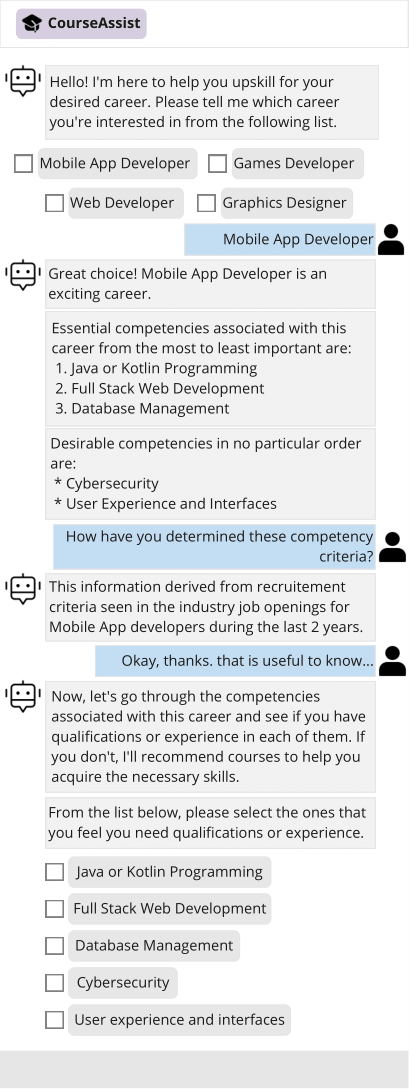 CourseAssist
Hello! I'm here to help you upskill for your
desired career. Please tell me which career
you're interested in from the following list.
Mobile App Developer
Games Developer
Web Developer
Graphics Designer
Mobile App Developer
Great choice! Mobile App Developer is an
exciting career.
Essential competencies associated with this
career from the most to least important are:
1. Java or Kotlin Programming
2. Full Stack Web Development
3. Database Management
Desirable competencies in no particular order
are:
* Cybersecurity
* User Experience and Interfaces
How have you determined these competency
criteria?
This information derived from recruitement
criteria seen in the industry job openings for
Mobile App developers during the last 2 years.
Okay, thanks. that is useful to know...
Now, let's go through the competencies
associated with this career and see if you have
qualifications or experience in each of them. If
you don't, I'll recommend courses to help you
acquire the necessary skills.
From the list below, please select the ones that
you feel you need qualifications or experience.
Java or Kotlin Programming
Full Stack Web Development
Database Management
Cybersecurity
User experience and interfaces